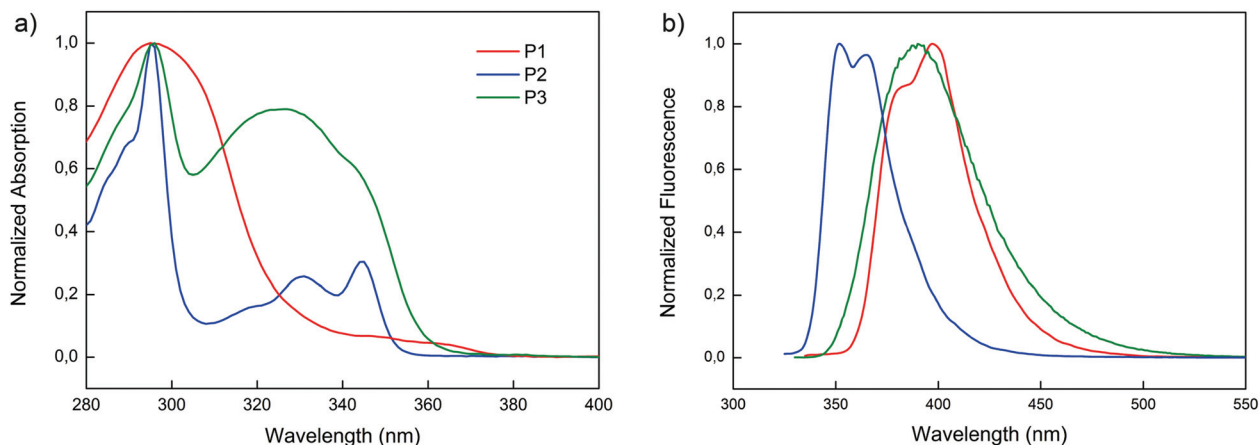 a)
Normalized Absorption
1,0
0,8
0,6
0,4
0,2
0,0
P1
P2
P3
280 300 320 340 360 380 400
Wavelength (nm)
b)
Normalized Fluorescence
1,0
0,8
0,6
0,4
0,2
0,0
300 350 400 450 500 550
Wavelength (nm)